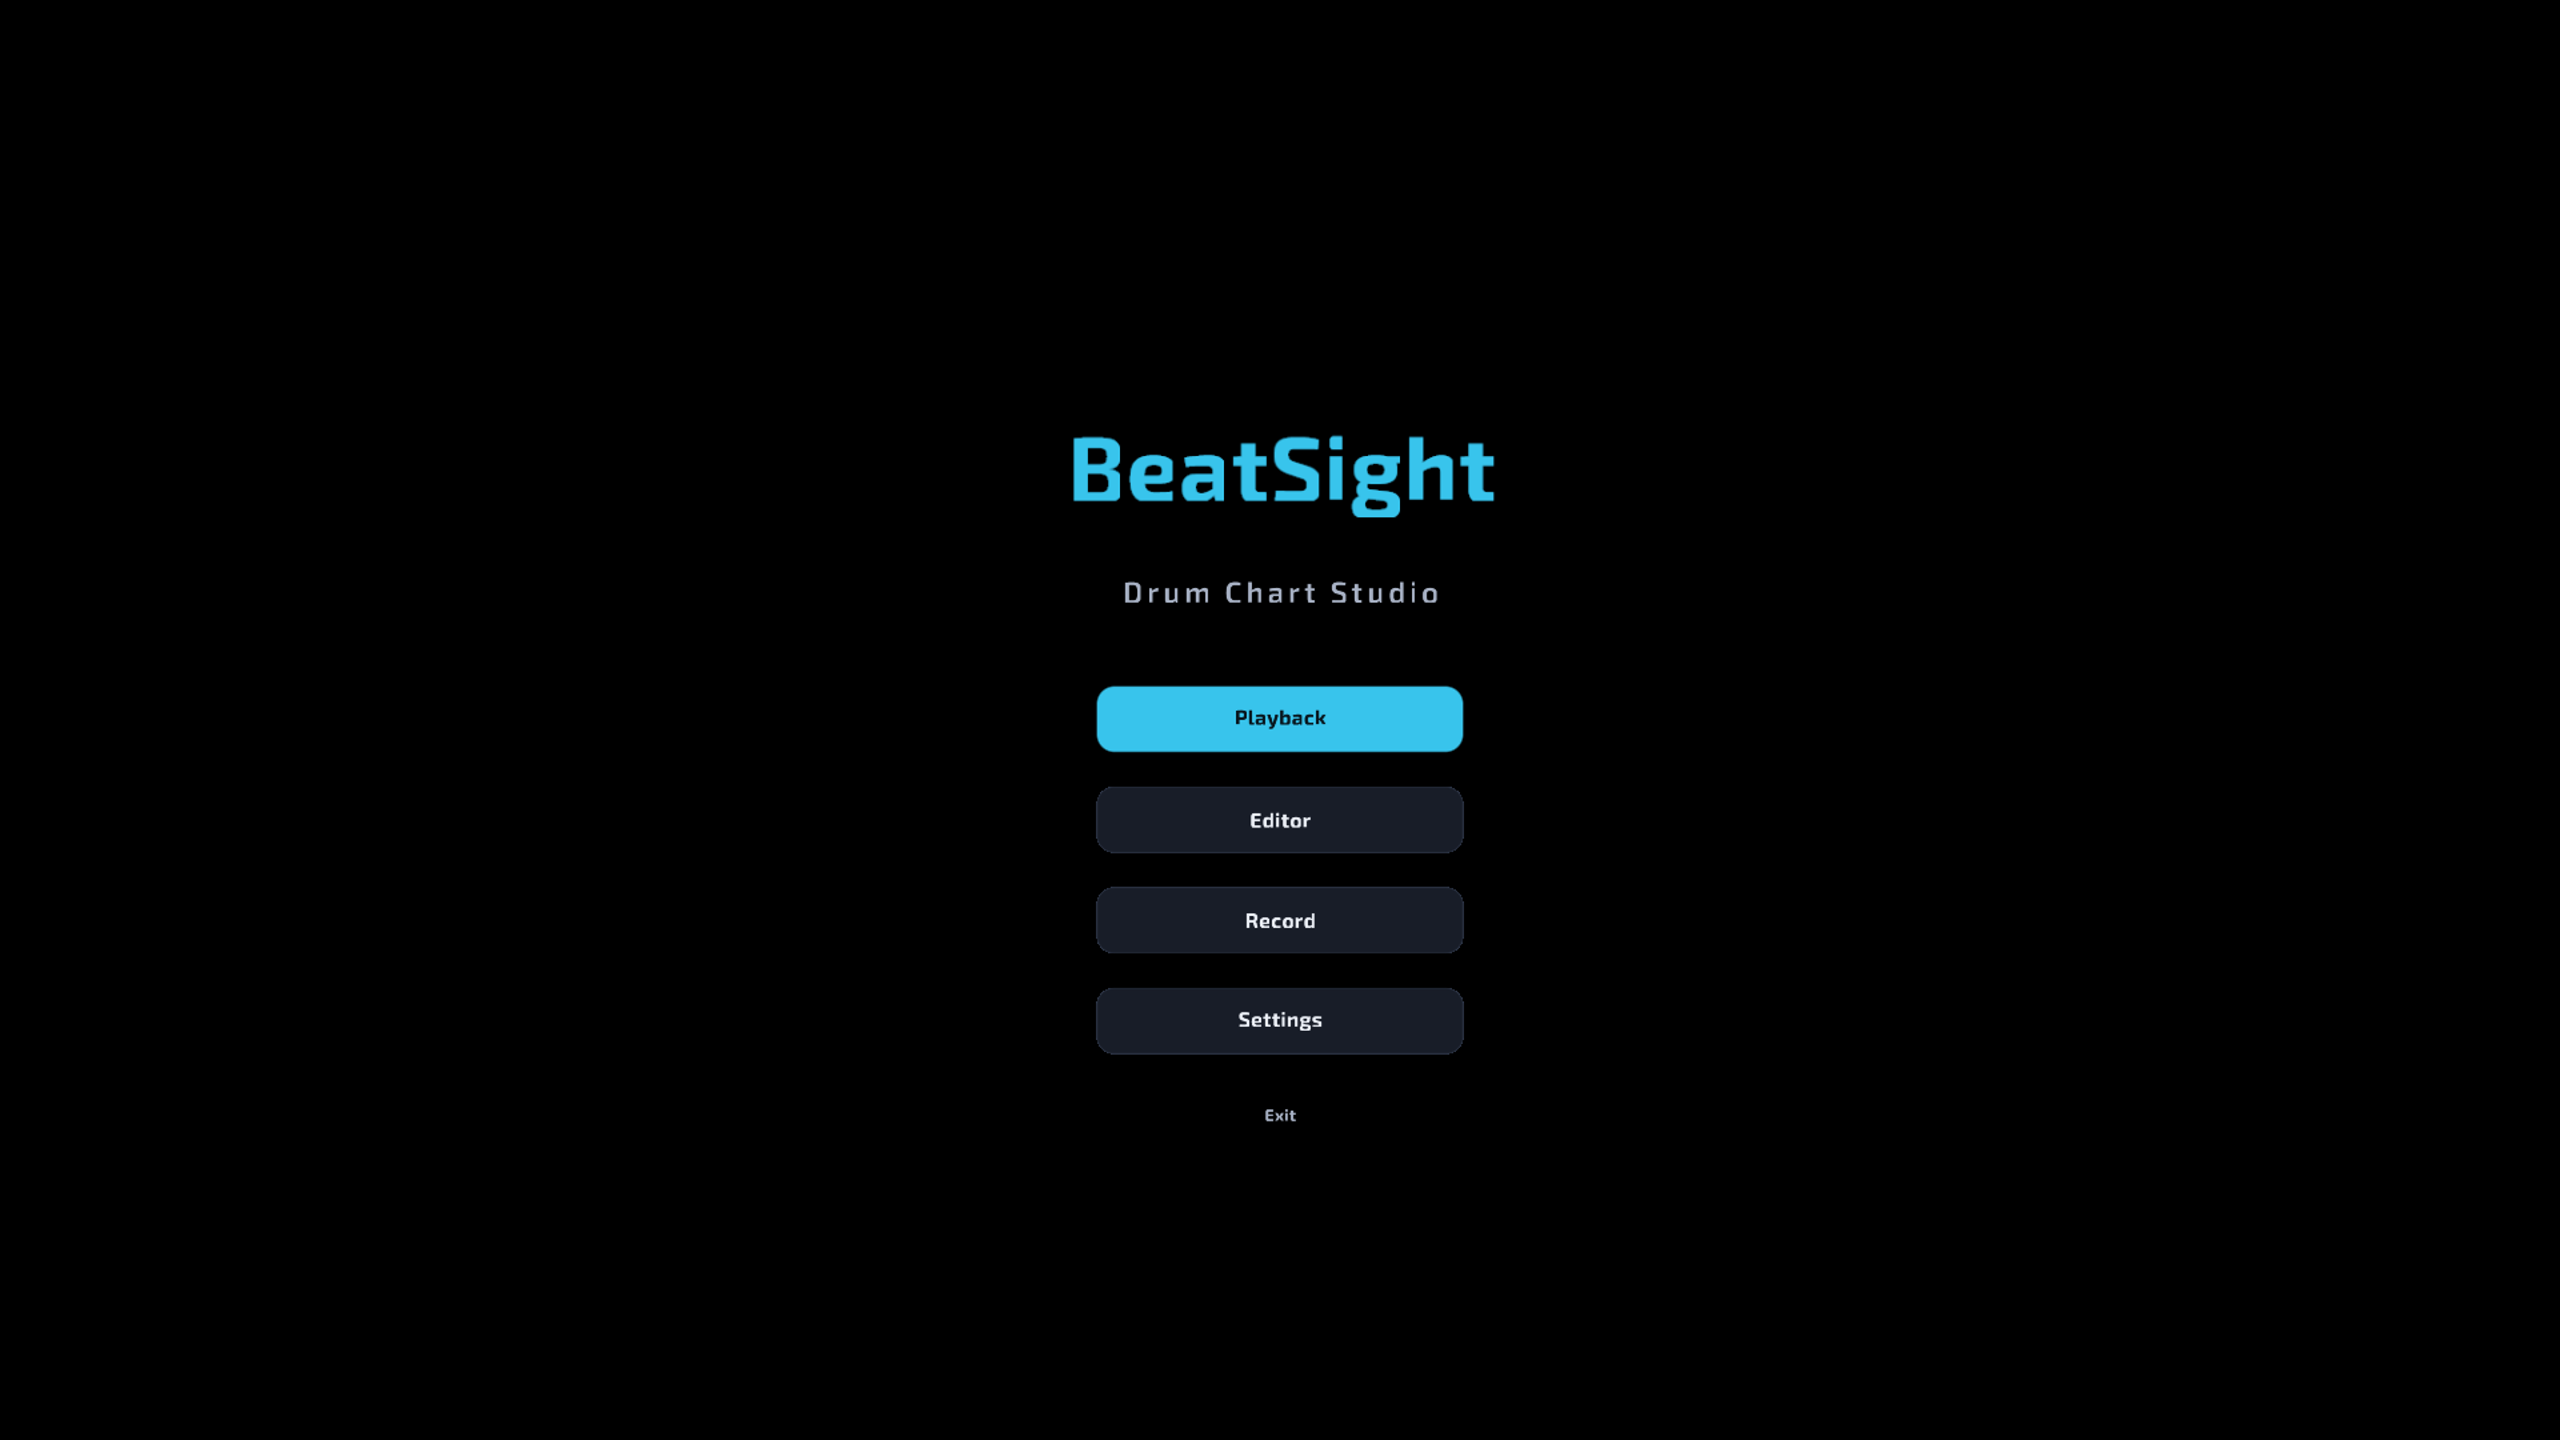 BeatSight
Drum Chart Studio
Playback
Editor
Record
Settings
Exit